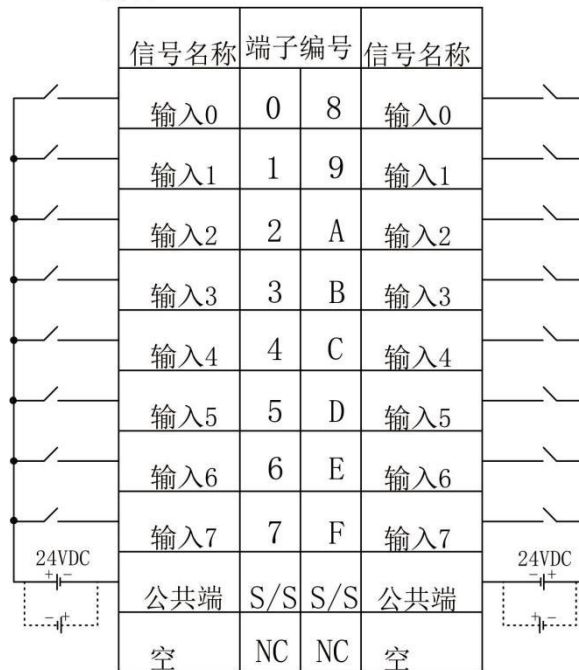 信号名称 端子编号 信号名称
输入0 0 8 输入0
输入1 1 9 输入1
输入2 2 A 输入2
输入3 3 B 输入3
输入4 4 C 输入4
输入5 5 D 输入5
输入6 6 E 输入6
输入7 7 F 输入7
24VDC 24VDC
+ - - +
公共端 S/S S/S 公共端
- + + -
空 NC NC 空